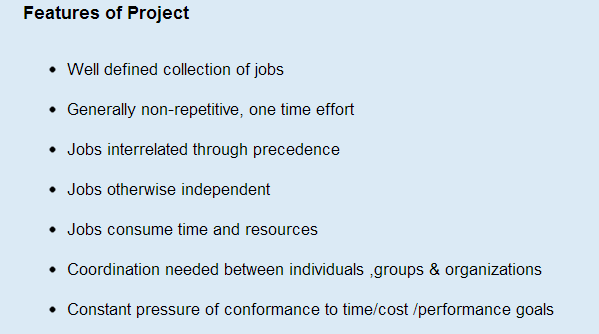 Features of Project
• Well defined collection of jobs
• Generally non-repetitive, one time effort
• Jobs interrelated through precedence
• Jobs otherwise independent
• Jobs consume time and resources
• Coordination needed between individuals ,groups & organizations
• Constant pressure of conformance to time/cost /performance goals